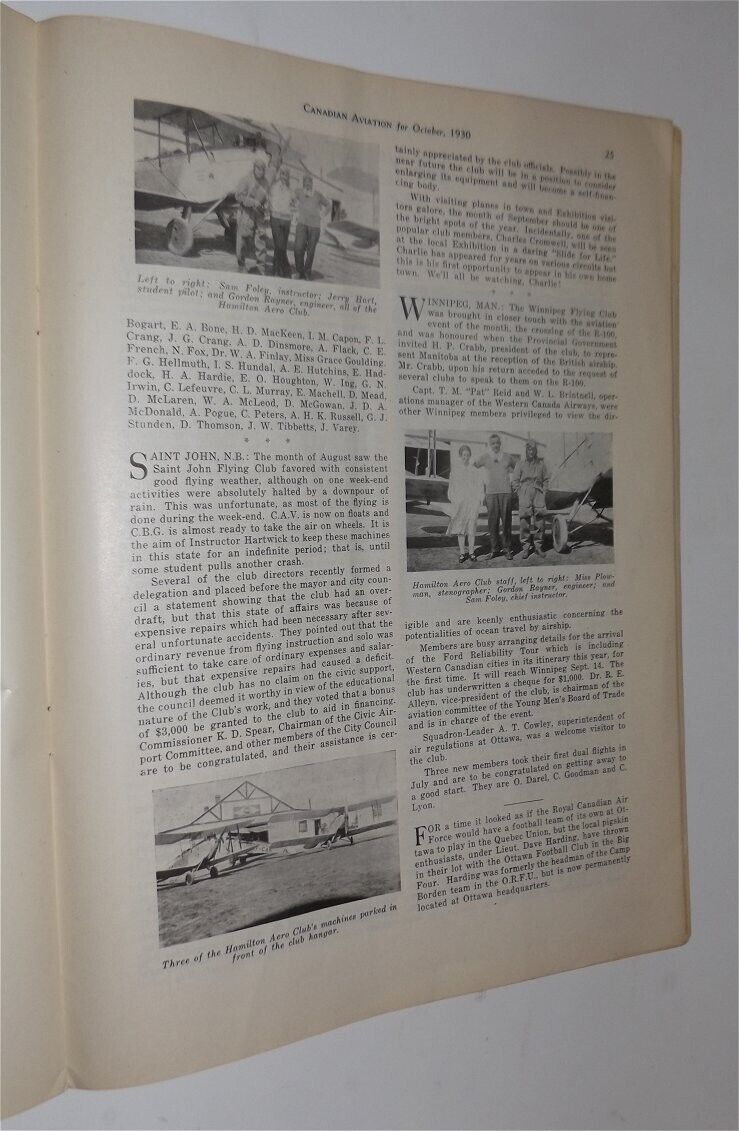 CANADIAN AVIATION for October, 1930
25
Left to right: Sam Foley, instructor; Jerry Hart,
student pilot; and Gordon Rayner, engineer, all of the
Hamilton Aero Club.
Bogart, E. A. Bone, H. D. MacKeen, I. M. Capon, F. L.
Crang, J. G. Crang, A. D. Dinsmore, A. Flack, C. E.
French, N. Fox, Dr. W. A. Finlay, Miss Grace Goulding.
F. G. Hellmuth, I. S. Hundal, A. E. Hutchins, E. Had-
dock, H. A. Hardie, E. O. Houghton, W. Ing, G. N.
Irwin, C. Lefeuvre, C. L. Murray, E. Machell, D. Mead,
D. McLaren, W. A. McLeod, D. McGowan, J. D. A.
McDonald, A. Pogue, C. Peters, A. H. K. Russell, G. J.
Stunden, D. Thomson, J. W. Tibbetts, J. Varey.
* * *
SAINT JOHN, N.B.: The month of August saw the
Saint John Flying Club favored with consistent
good flying weather, although on one week-end
activities were absolutely halted by a downpour of
rain. This was unfortunate, as most of the flying is
done during the week-end. C.A.V. is now on floats and
C.B.G. is almost ready to take the air on wheels. It is
the aim of Instructor Hartwick to keep these machines
in this state for an indefinite period; that is, until
some student pulls another crash.
Several of the club directors recently formed a
delegation and placed before the mayor and city coun-
cil a statement showing that the club had an over-
draft, but that this state of affairs was because of
expensive repairs which had been necessary after sev-
eral unfortunate accidents. They pointed out that the
ordinary revenue from flying instruction and solo was
sufficient to take care of ordinary expenses and salar-
ies, but that expensive repairs had caused a deficit.
Although the club has no claim on the civic support,
the council deemed it worthy in view of the educational
nature of the Club's work, and they voted that a bonus
of $3,000 be granted to the club to aid in financing.
Commissioner K. D. Spear, Chairman of the Civic Air-
port Committee, and other members of the City Council
are to be congratulated, and their assistance is cer-
Three of the Hamilton Aero Club's machines parked in
front of the club hangar.
tainly appreciated by the club officials. Possibly in the
near future the club will be in a position to consider
enlarging its equipment and will become a self-finan-
cing body.
With visiting planes in town and Exhibition visi-
tors galore, the month of September should be one of
the bright spots of the year. Incidentally, one of the
popular club members, Charles Cromwell, will be seen
at the local Exhibition in a daring "Slide for Life."
Charlie has appeared for years on various circuits but
this is his first opportunity to appear in his own home
town. We'll all be watching, Charlie!
* * *
WINNIPEG, MAN.: The Winnipeg Flying Club
was brought in closer touch with the aviation
event of the month, the crossing of the R-100,
and was honoured when the Provincial Government
invited H. P. Crabb, president of the club, to repre-
sent Manitoba at the reception of the British airship.
Mr. Crabb, upon his return acceded to the request of
several clubs to speak to them on the R-100.
Capt. T. M. "Pat" Reid and W. L. Brintnell, oper-
ations manager of the Western Canada Airways, were
other Winnipeg members privileged to view the dir-
Hamilton Aero Club staff, left to right: Miss Plow-
man, stenographer; Gordon Rayner, engineer; and
Sam Foley, chief instructor.
igible and are keenly enthusiastic concerning the
potentialities of ocean travel by airship.
Members are busy arranging details for the arrival
of the Ford Reliability Tour which is including
Western Canadian cities in its itinerary this year, for
the first time. It will reach Winnipeg Sept. 14. The
club has underwritten a cheque for $1,000. Dr. R. E.
Alleyn, vice-president of the club, is chairman of the
aviation committee of the Young Men's Board of Trade
and is in charge of the event.
Squadron-Leader A. T. Cowley, superintendent of
air regulations at Ottawa, was a welcome visitor to
the club.
Three new members took their first dual flights in
July and are to be congratulated on getting away to
a good start. They are O. Darel, C. Goodman and C.
Lyon.
FOR a time it looked as if the Royal Canadian Air
Force would have a football team of its own at Ot-
tawa to play in the Quebec Union, but the local pigskin
enthusiasts, under Lieut. Dave Harding, have thrown
in their lot with the Ottawa Football Club in the Big
Four. Harding was formerly the headman of the Camp
Borden team in the O.R.F.U., but is now permanently
located at Ottawa headquarters.